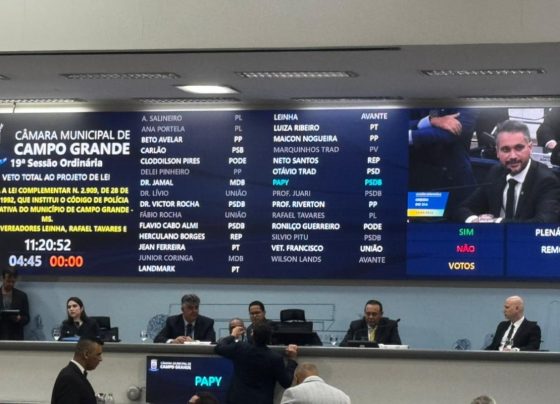 CÂMARA MUNICIPAL DE
CAMPO GRANDE
19ª Sessão Ordinária
VETO TOTAL AO PROJETO DE LEI
A LEI COMPLEMENTAR N. 2.909, DE 28 DE
1992, QUE INSTITUI O CÓDIGO DE POLÍCIA
ATIVA DO MUNICÍPIO DE CAMPO GRANDE -
MS.
VEREADORES LEINHA, RAFAEL TAVARES E
11:20:52
04:45 00:00
A. SALINEIRO PL
ANA PORTELA PL
BETO AVELAR PP
CARLÃO PSB
CLODOILSON PIRES PODE
DELEI PINHEIRO PP
DR. JAMAL MDB
DR. LÍVIO UNIÃO
DR. VICTOR ROCHA PSDB
FÁBIO ROCHA UNIÃO
FLAVIO CABO ALMI PSDB
HERCULANO BORGES REP
JEAN FERREIRA PT
JUNIOR CORINGA MDB
LANDMARK PT
LEINHA AVANTE
LUIZA RIBEIRO PT
MAICON NOGUEIRA PP
MARQUINHOS TRAD PV
NETO SANTOS REP
OTÁVIO TRAD PSD
PAPY PSDB
PROF. JUARI PSDB
PROF. RIVERTON PP
RAFAEL TAVARES PL
RONILÇO GUERREIRO PODE
SILVIO PITU PSDB
VET. FRANCISCO UNIÃO
WILSON LANDS AVANTE
SIM
NÃO
VOTOS
PLENÁ
REMO
CÂMARA MUNICIPAL DE
CAMPO GRANDE
PAPY